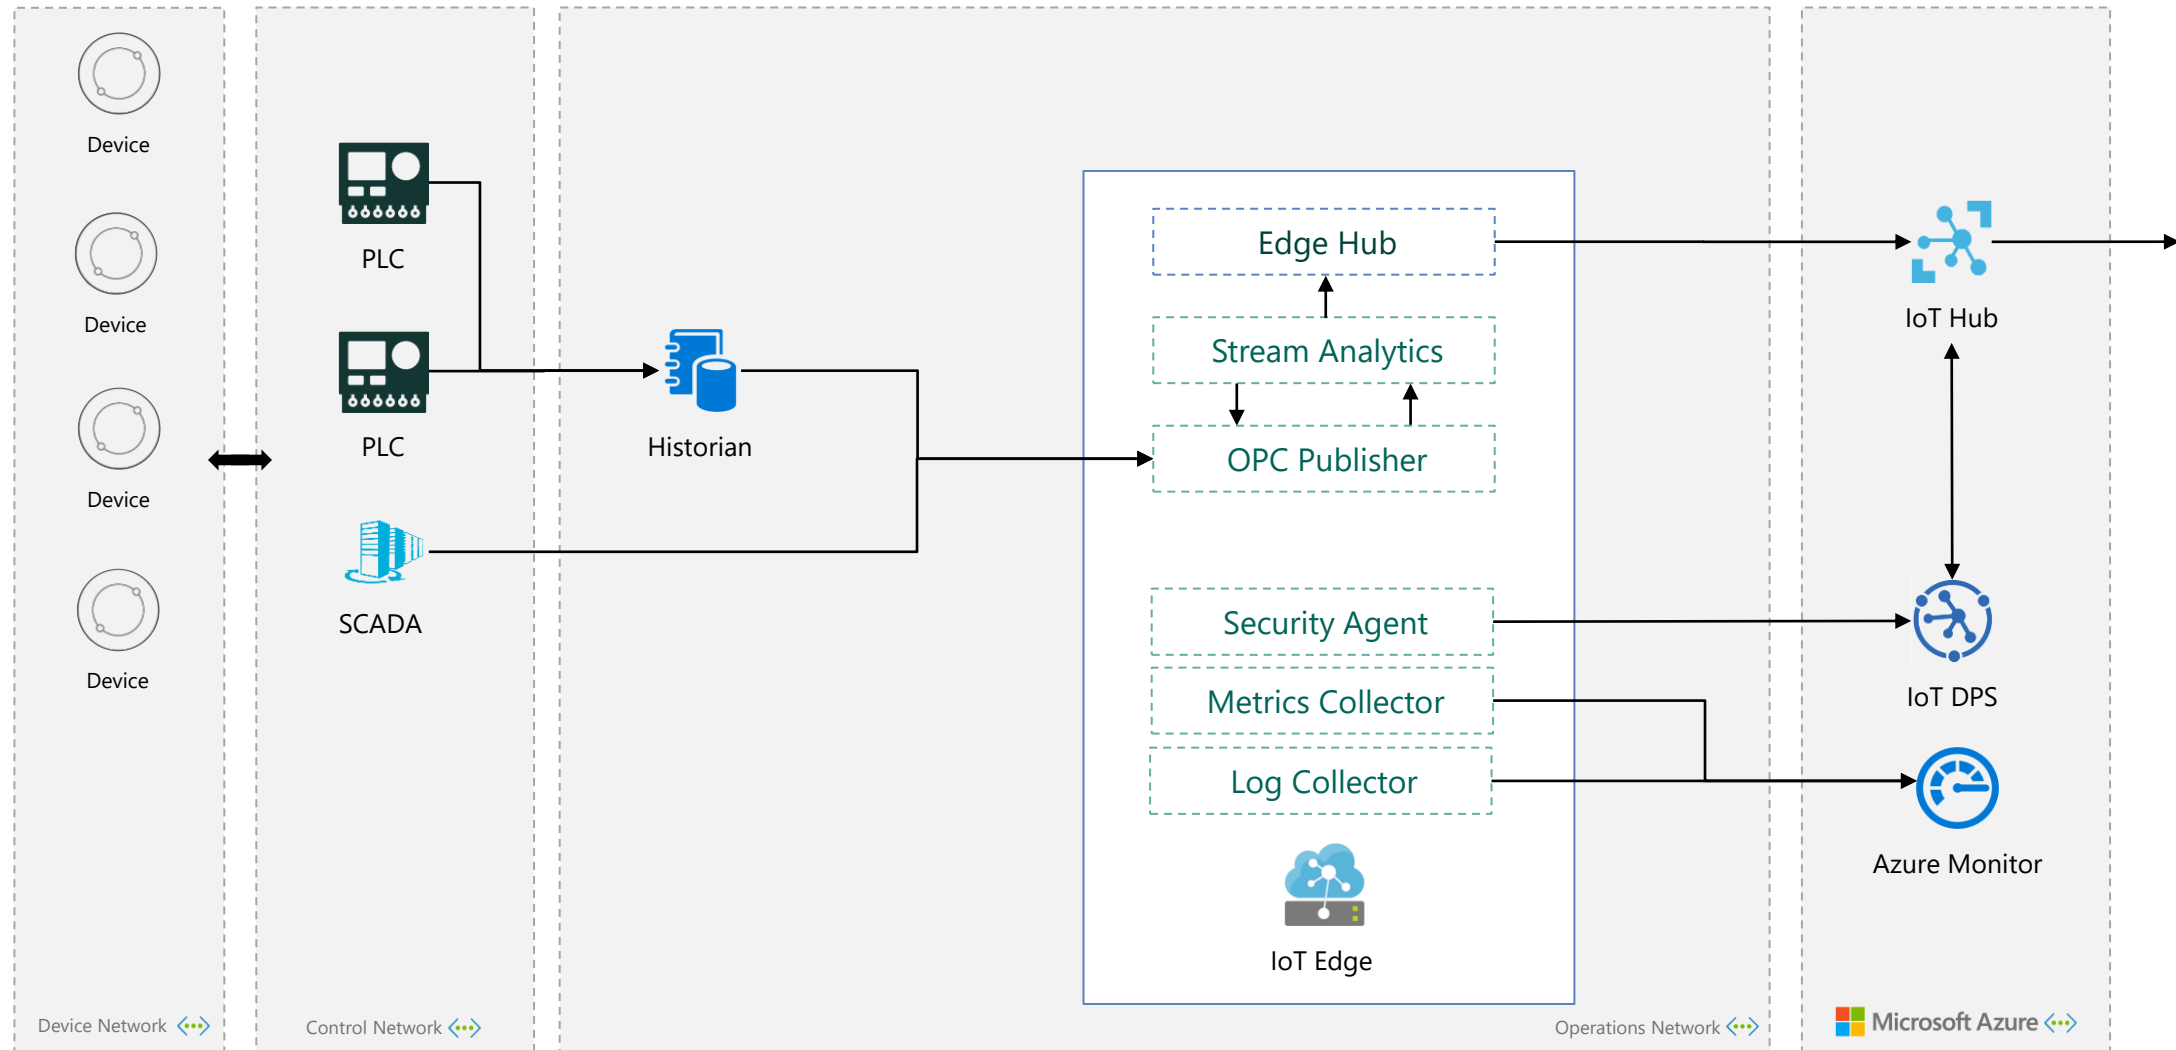 Device
Device
Device
Device
Device Network
PLC
PLC
SCADA
Control Network
Historian
Edge Hub
Stream Analytics
OPC Publisher
Security Agent
Metrics Collector
Log Collector
IoT Edge
Operations Network
IoT Hub
IoT DPS
Azure Monitor
Microsoft Azure